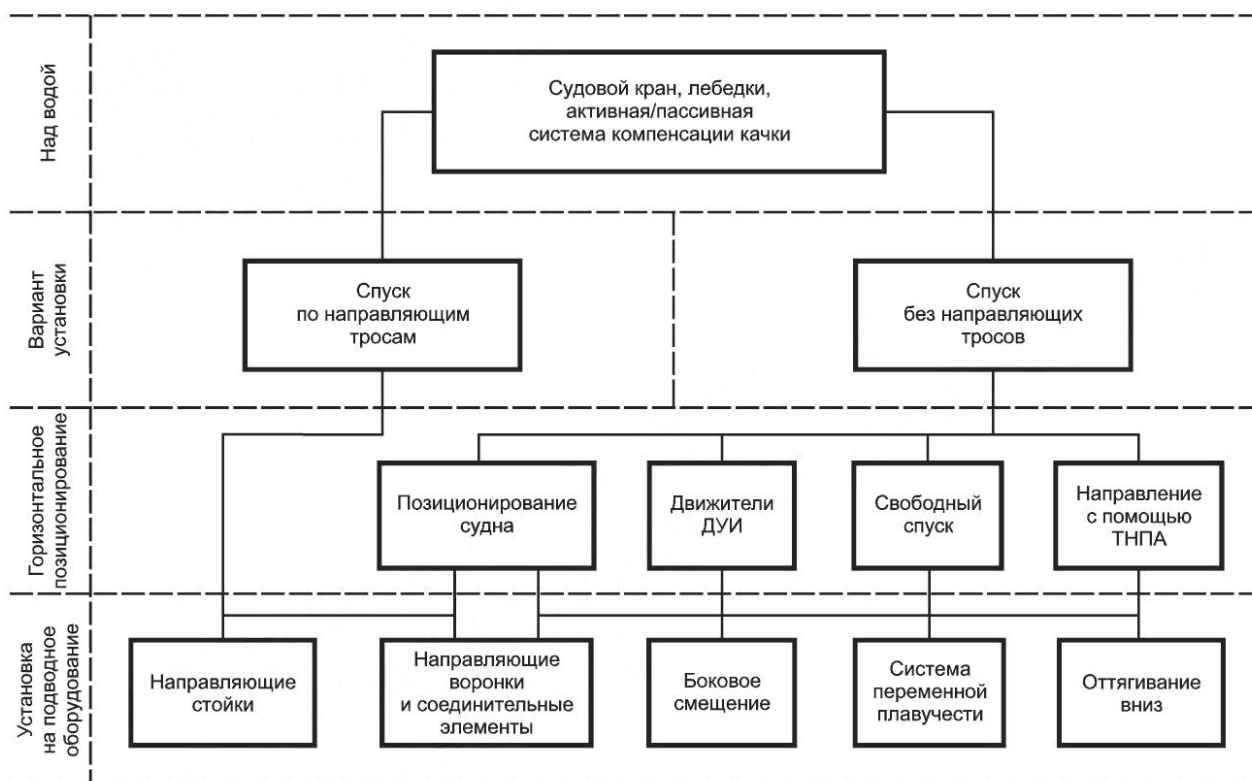 Над водой
Судовой кран, лебедки,
активная/пассивная
система компенсации качки
Вариант
установки
Спуск
по направляющим
тросам
Спуск
без направляющих
тросов
Горизонтальное
позиционирование
Позиционирование
судна
Движители
ДУИ
Свободный
спуск
Направление
с помощью
ТНПА
Установка
на подводное
оборудование
Направляющие
стойки
Направляющие
воронки
и соединительные
элементы
Боковое
смещение
Система
переменной
плавучести
Оттягивание
вниз